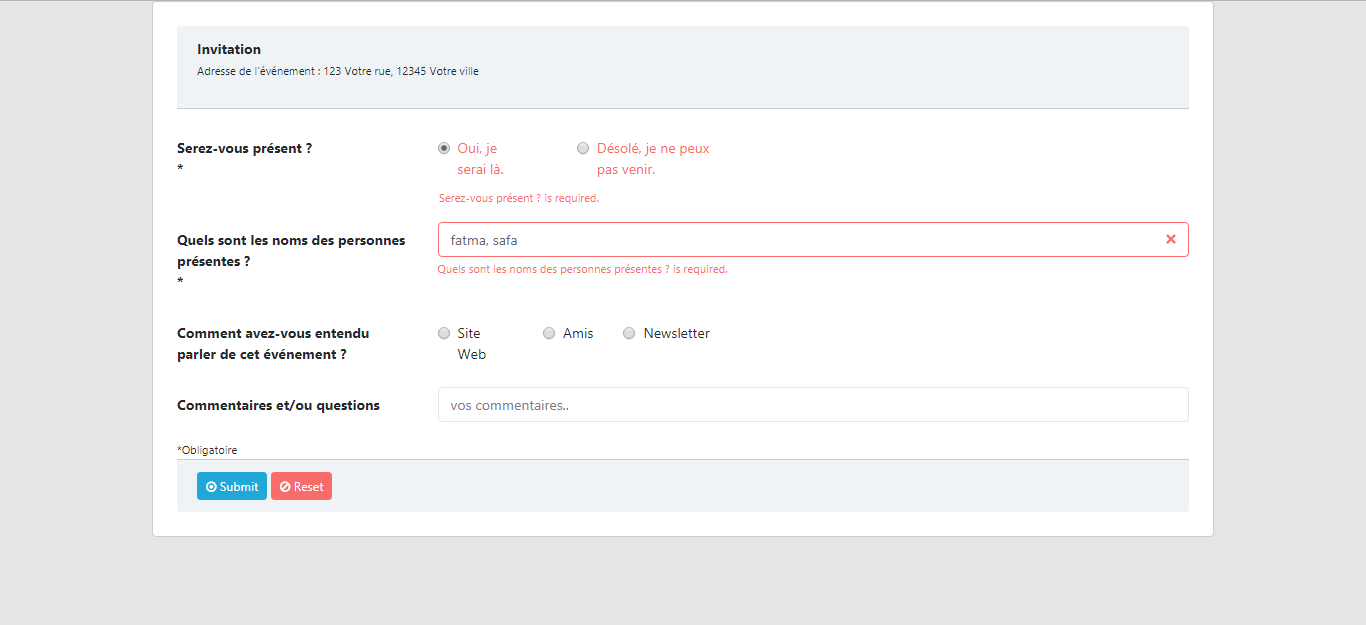 Invitation
Adresse de l'événement : 123 Votre rue, 12345 Votre ville
Serez-vous présent ?
*
Oui, je
serai là.
Désolé, je ne peux
pas venir.
Serez-vous présent ? is required.
Quels sont les noms des personnes
présentes ?
*
fatma, safa
Quels sont les noms des personnes présentes ? is required.
Comment avez-vous entendu
parler de cet événement ?
Site
Web
Amis
Newsletter
Commentaires et/ou questions
vos commentaires..
*Obligatoire
Submit
Reset